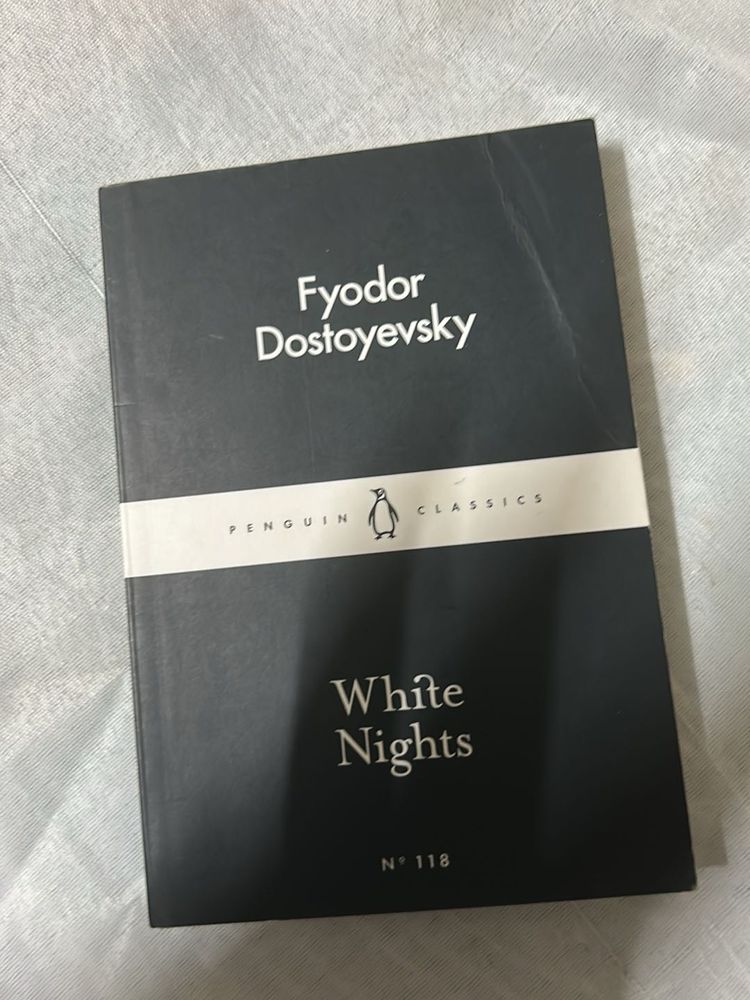 Fyodor
Dostoyevsky
PENGUIN CLASSICS
White
Nights
Nº 118